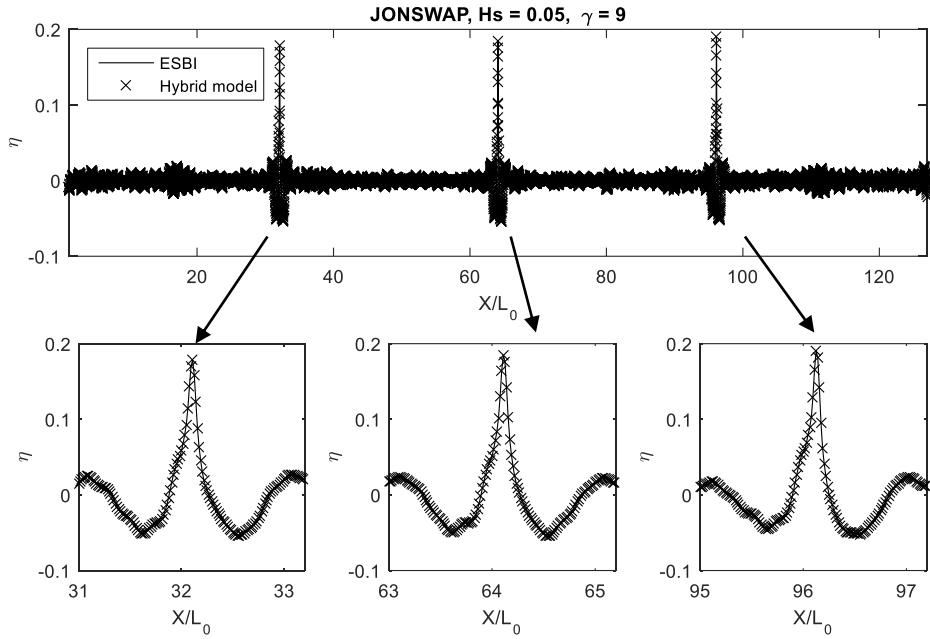 JONSWAP, Hs = 0.05, γ = 9
0.2
0.1
0
-0.1
η
ESBI
Hybrid model
20 40 60 80 100 120
X/L₀
0.2
0.1
0
-0.1
η
31 32 33
X/L₀
0.2
0.1
0
-0.1
η
63 64 65
X/L₀
0.2
0.1
0
-0.1
η
95 96 97
X/L₀